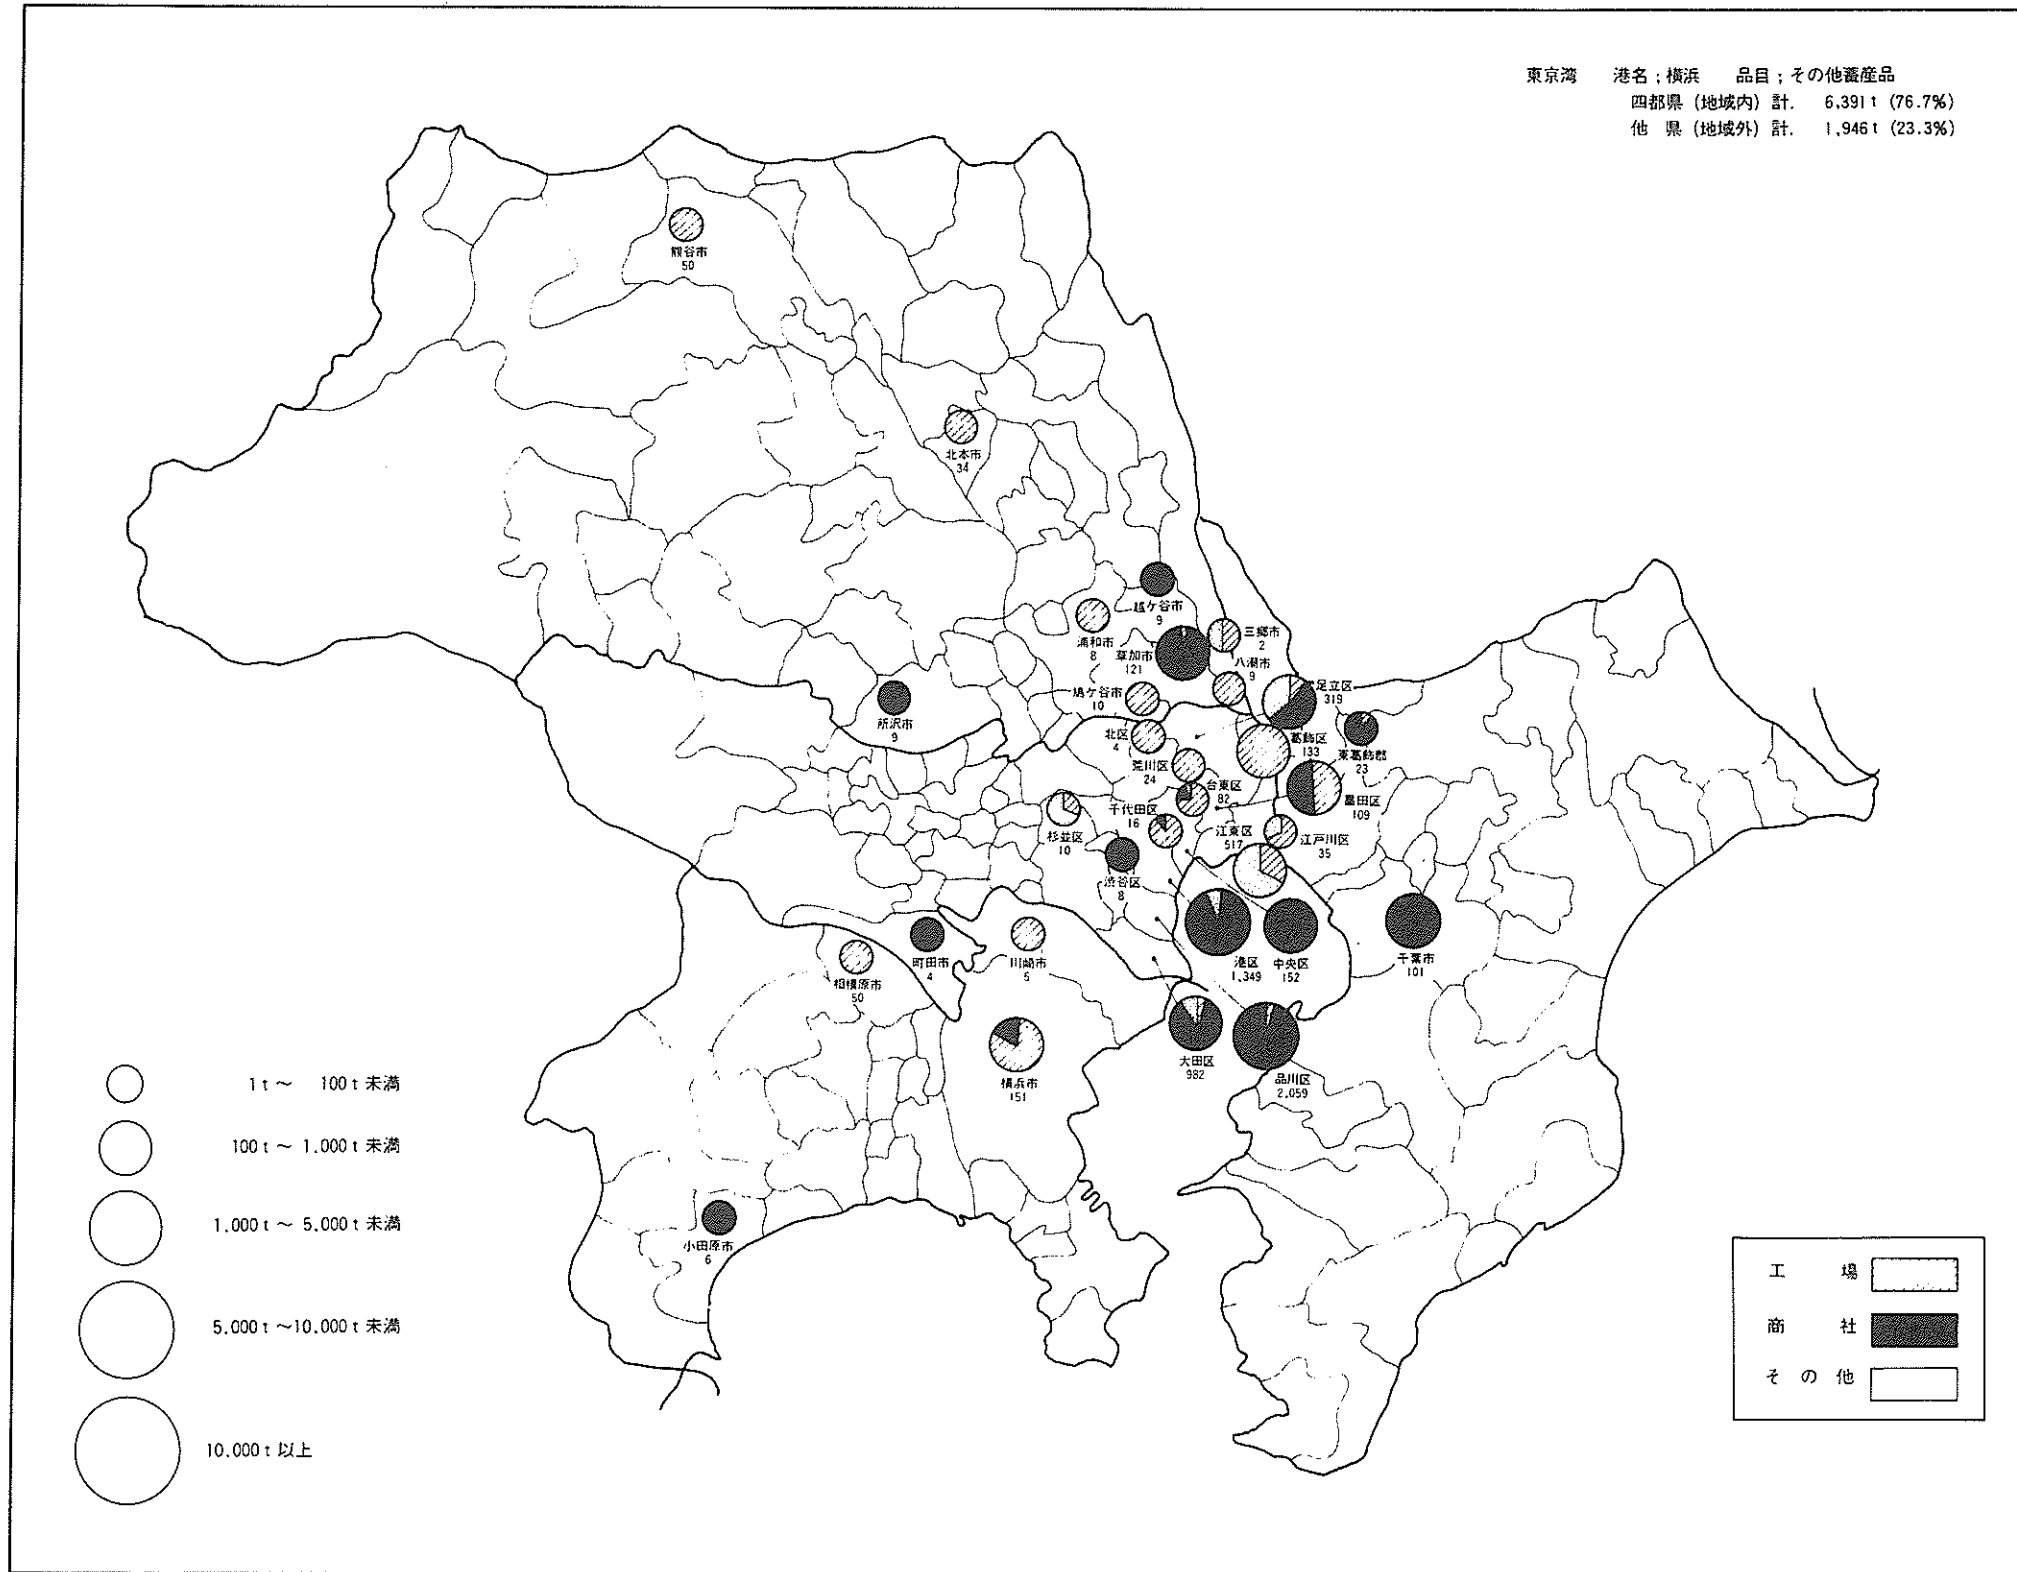 東京湾 港名；横浜 品目；その他畜産品
四都県 (地域内) 計. 6,391t (76.7%)
他 県 (地域外) 計. 1,946t (23.3%)
熊谷市
50
北本市
34
越ケ谷市
9
浦和市
8
草加市
121
三郷市
2
八潮市
9
鳩ケ谷市
10
足立区
319
所沢市
9
北区
4
葛飾区
133
東葛飾郡
23
荒川区
24
台東区
82
墨田区
109
千代田区
16
杉並区
10
江東区
517
江戸川区
35
渋谷区
8
港区
1,349
中央区
152
千葉市
101
町田市
4
川崎市
5
相模原市
50
横浜市
151
大田区
982
品川区
2,059
小田原市
6
1t～ 100t未満
100t～ 1.000t未満
1.000t～ 5.000t未満
5.000t～10.000t未満
10.000t以上
工 場
商 社
そ の 他